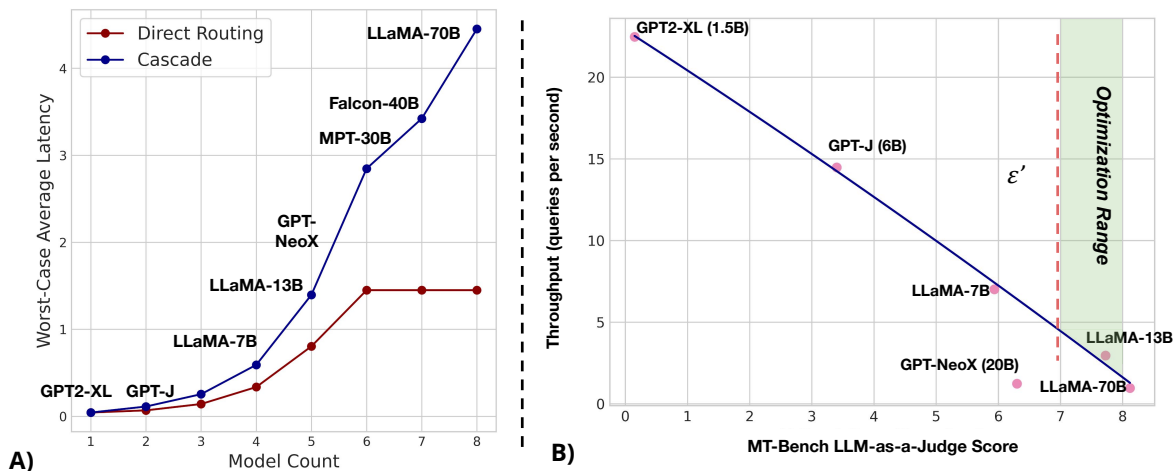 Direct Routing
Cascade
LLaMA-70B
Falcon-40B
MPT-30B
GPT-
NeoX
LLaMA-13B
LLaMA-7B
GPT2-XL
GPT-J
Worst-Case Average Latency
4
3
2
1
0
1 2 3 4 5 6 7 8
Model Count
A)
GPT2-XL (1.5B)
GPT-J (6B)
ε'
Optimization Range
LLaMA-7B
LLaMA-13B
GPT-NeoX (20B)
LLaMA-70B
Throughput (queries per second)
20
15
10
5
0
0 1 2 3 4 5 6 7 8
MT-Bench LLM-as-a-Judge Score
B)